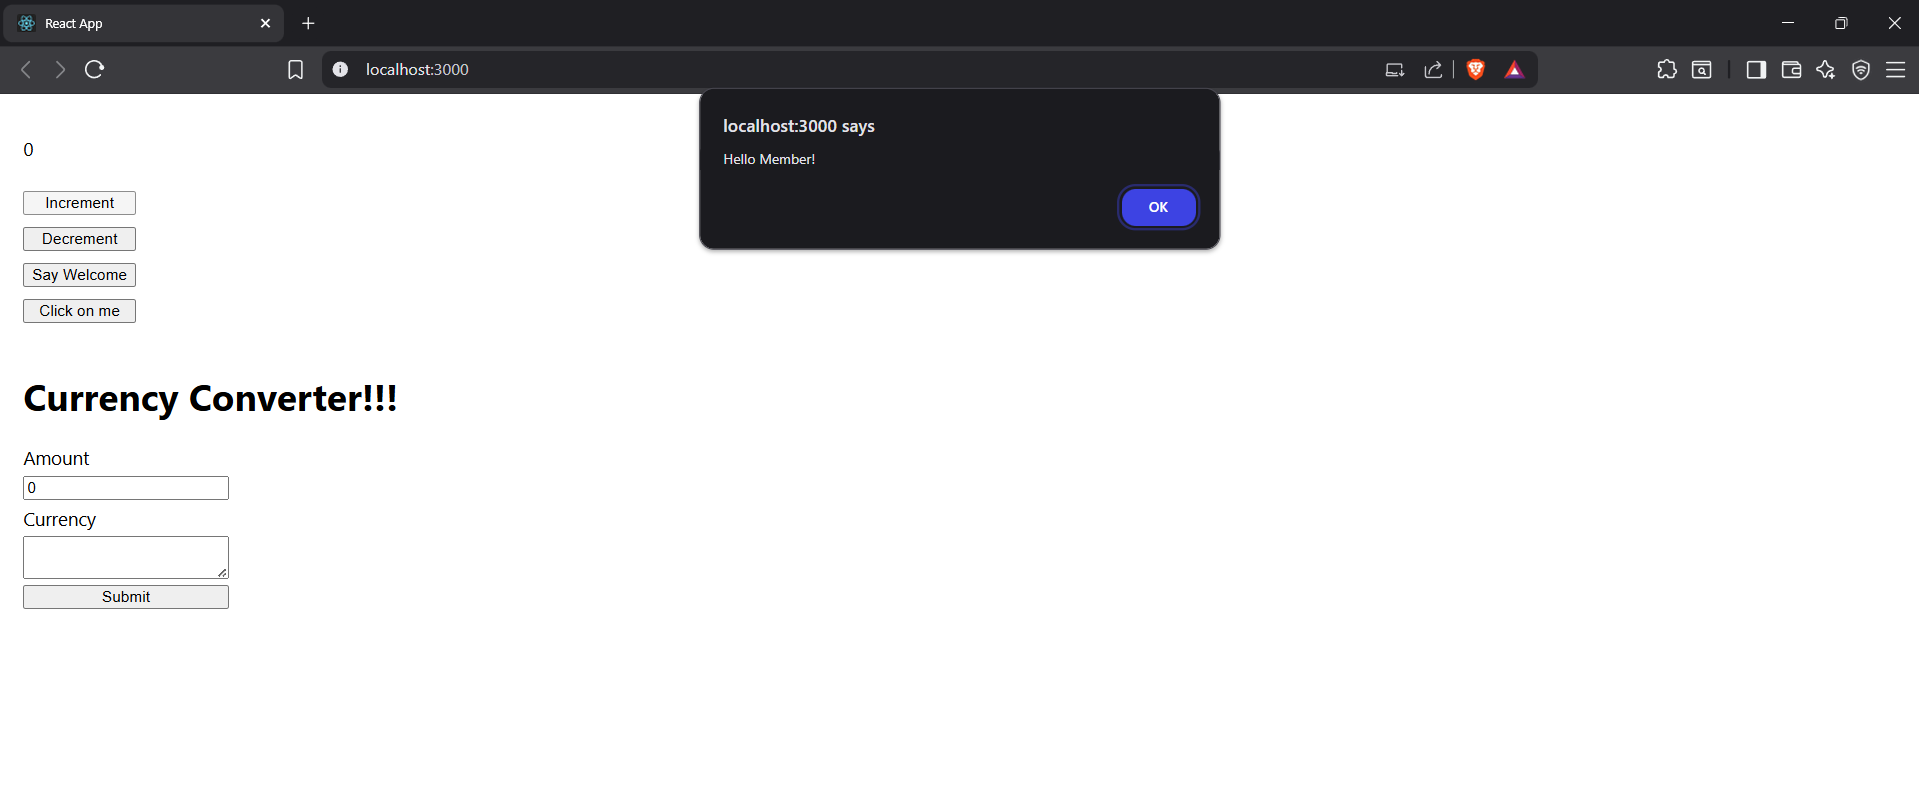 React App
localhost:3000
localhost:3000 says
Hello Member!
OK
0
Increment
Decrement
Say Welcome
Click on me
Currency Converter!!!
Amount
0
Currency
Submit